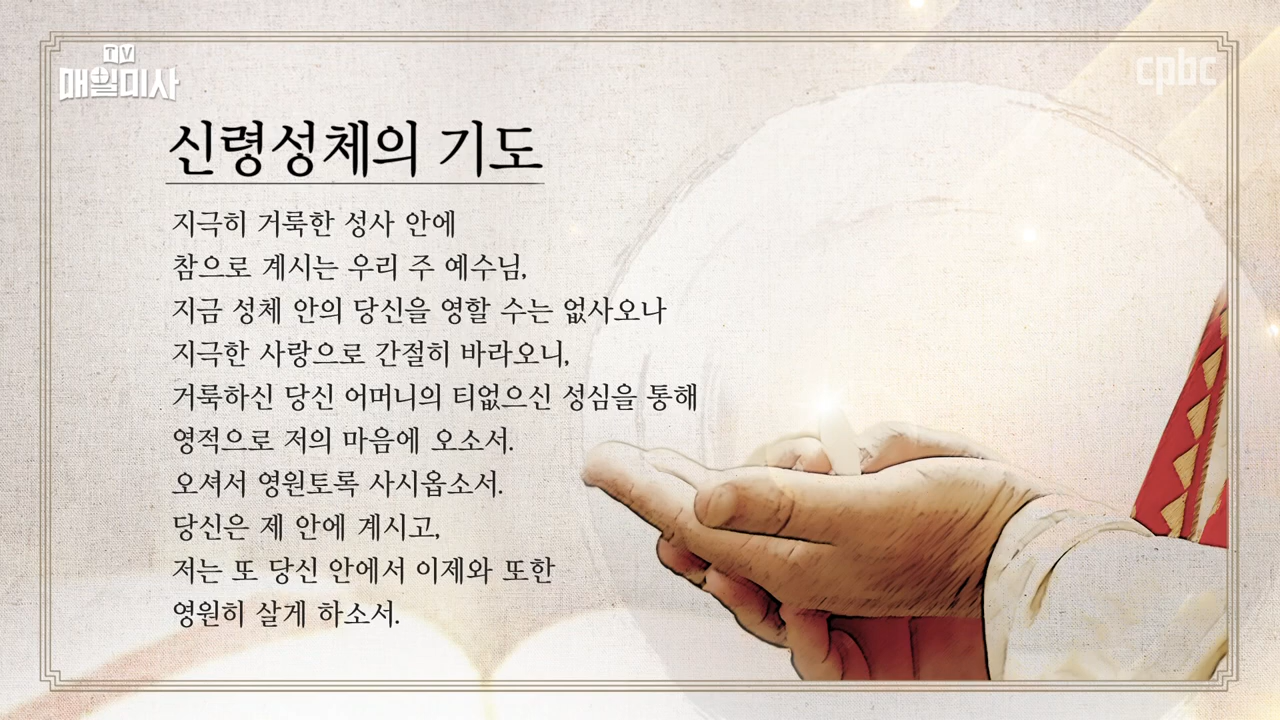 TV
매일미사
cpbc
신령성체의 기도
지극히 거룩한 성사 안에
참으로 계시는 우리 주 예수님,
지금 성체 안의 당신을 영할 수는 없사오나
지극한 사랑으로 간절히 바라오니,
거룩하신 당신 어머니의 티없으신 성심을 통해
영적으로 저의 마음에 오소서.
오셔서 영원토록 사시옵소서.
당신은 제 안에 계시고,
저는 또 당신 안에서 이제와 또한
영원히 살게 하소서.